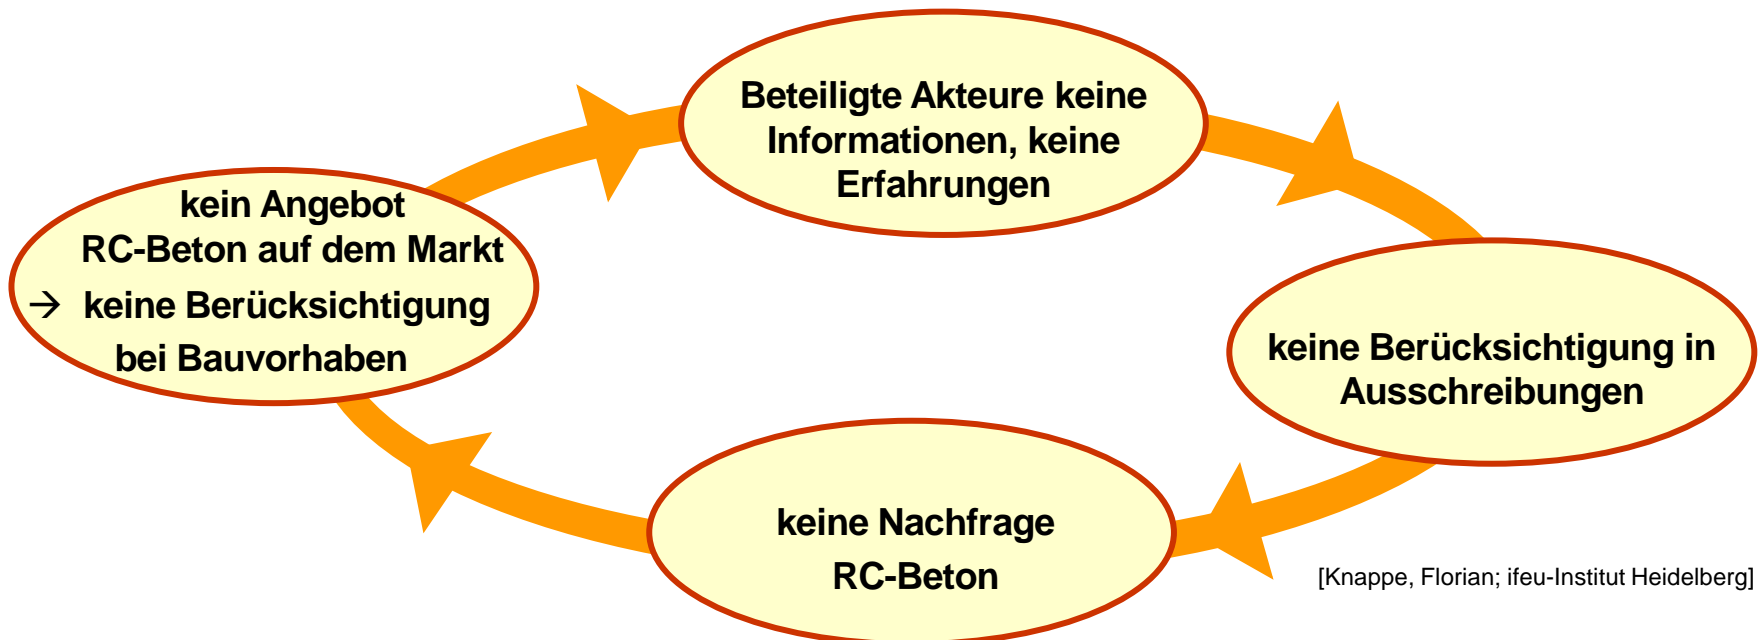 Beteiligte Akteure keine
Informationen, keine
Erfahrungen
kein Angebot
RC-Beton auf dem Markt
→ keine Berücksichtigung
bei Bauvorhaben
keine Berücksichtigung in
Ausschreibungen
keine Nachfrage
RC-Beton
[Knappe, Florian; ifeu-Institut Heidelberg]